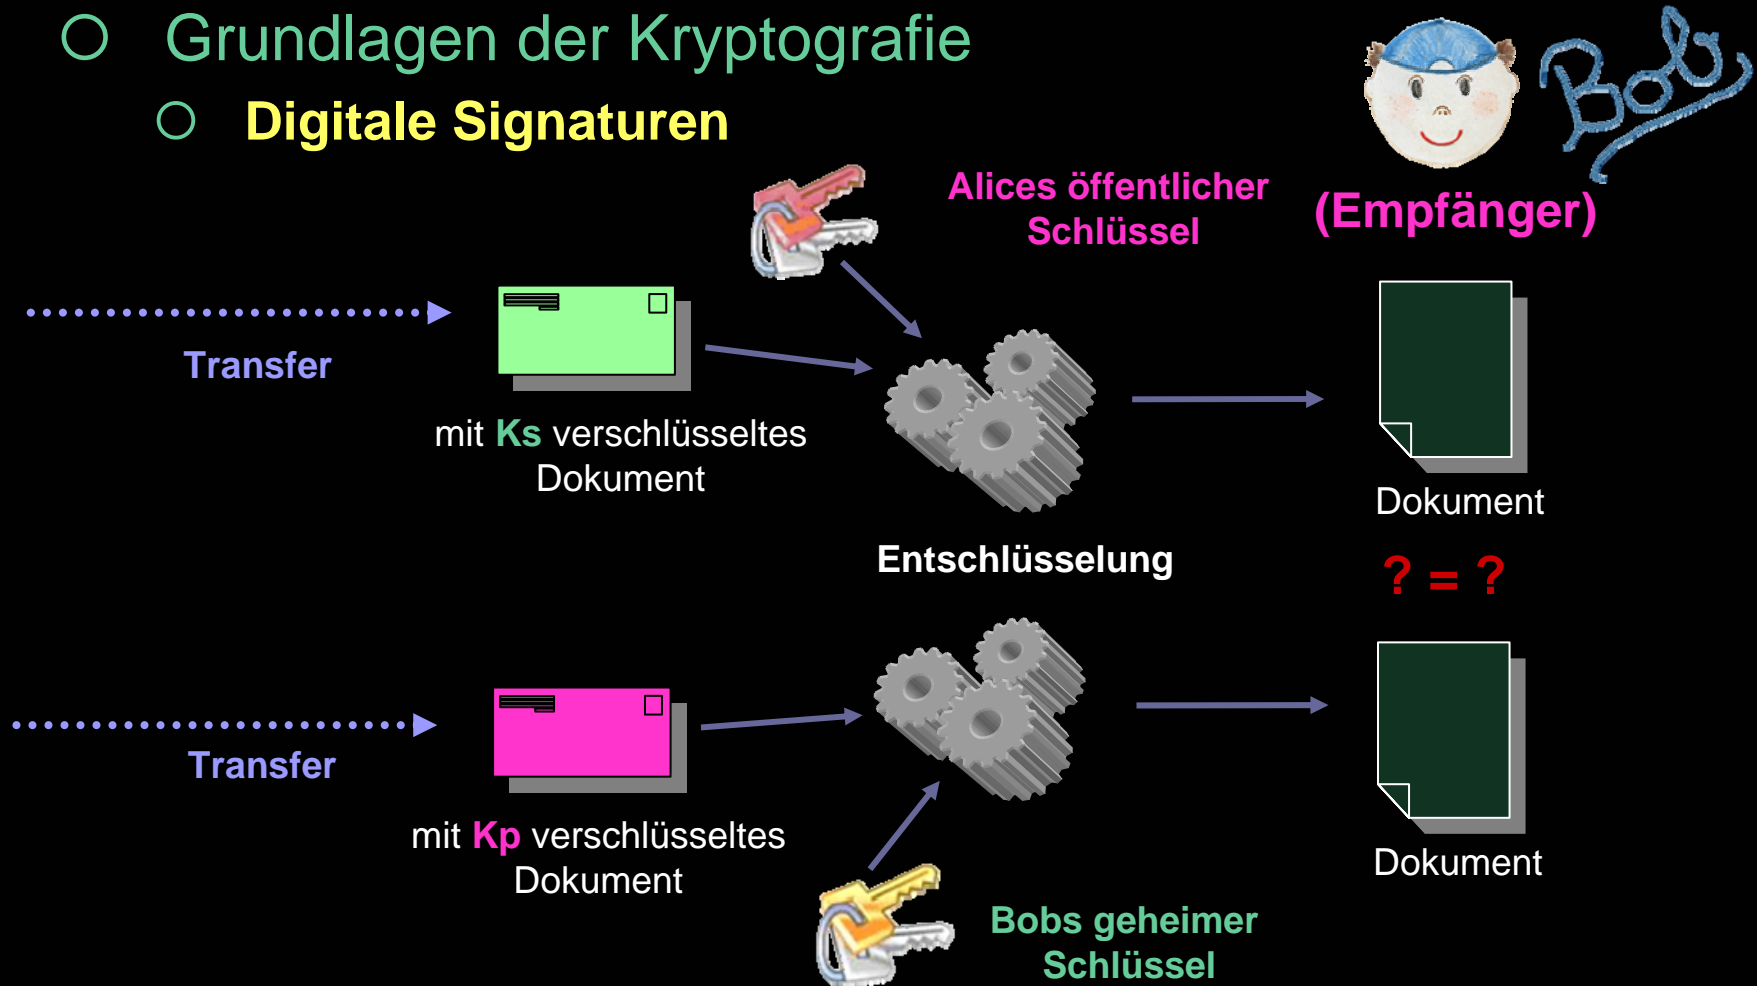 Grundlagen der Kryptografie
Bob
Digitale Signaturen
Alices öffentlicher
Schlüssel
(Empfänger)
Transfer
mit Ks verschlüsseltes
Dokument
Dokument
Entschlüsselung
? = ?
Transfer
mit Kp verschlüsseltes
Dokument
Dokument
Bobs geheimer
Schlüssel